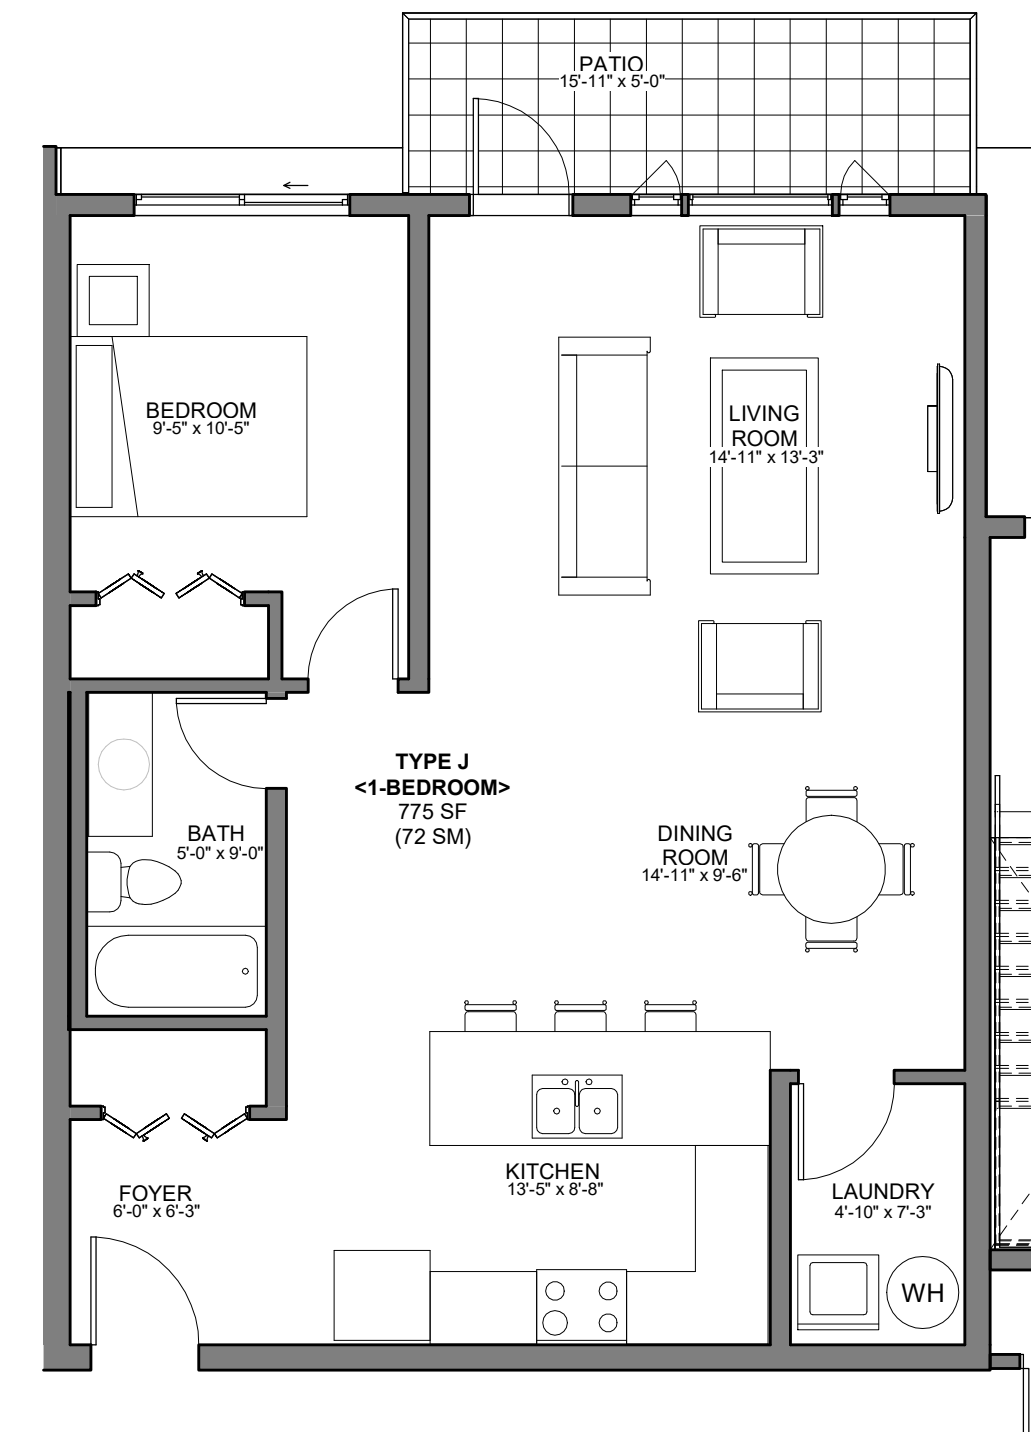 PATIO
15'-11" x 5'-0"
BEDROOM
9'-5" x 10'-5"
LIVING
ROOM
14'-11" x 13'-3"
TYPE J
<1-BEDROOM>
775 SF
(72 SM)
BATH
5'-0" x 9'-0"
DINING
ROOM
14'-11" x 9'-6"
KITCHEN
13'-5" x 8'-8"
FOYER
6'-0" x 6'-3"
LAUNDRY
4'-10" x 7'-3"
WH